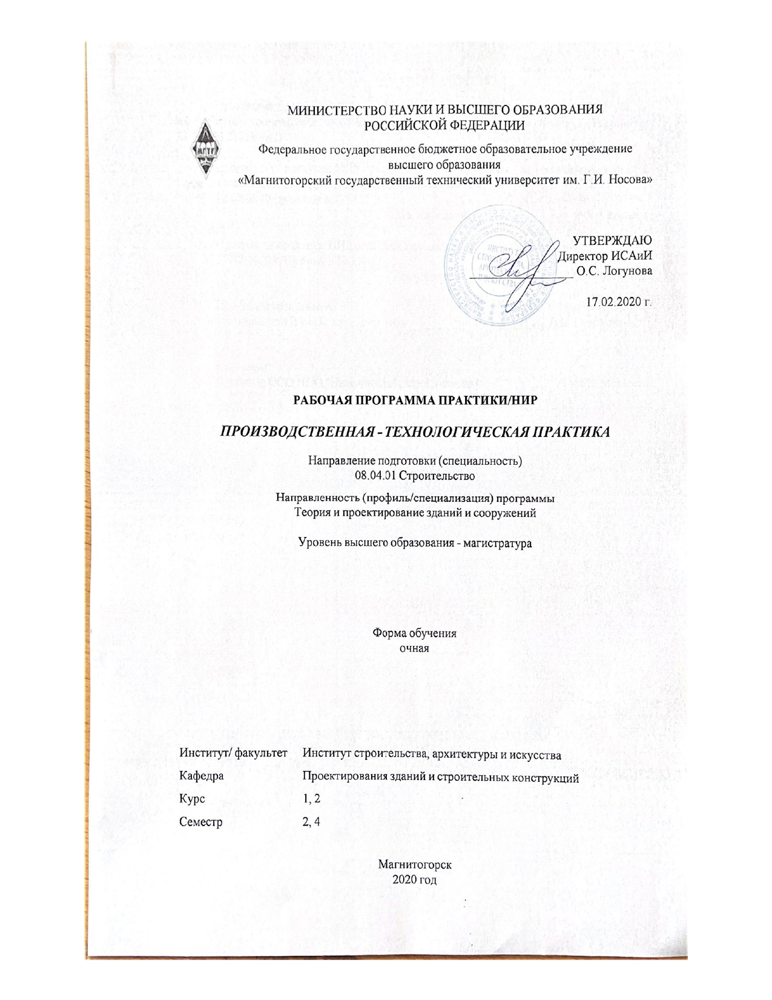 МИНИСТЕРСТВО НАУКИ И ВЫСШЕГО ОБРАЗОВАНИЯ
РОССИЙСКОЙ ФЕДЕРАЦИИ
МГТУ
Федеральное государственное бюджетное образовательное учреждение
высшего образования
«Магнитогорский государственный технический университет им. Г.И. Носова»
УТВЕРЖДАЮ
Директор ИСАиИ
О.С. Логунова
17.02.2020 г.
РАБОЧАЯ ПРОГРАММА ПРАКТИКИ/НИР
ПРОИЗВОДСТВЕННАЯ - ТЕХНОЛОГИЧЕСКАЯ ПРАКТИКА
Направление подготовки (специальность)
08.04.01 Строительство
Направленность (профиль/специализация) программы
Теория и проектирование зданий и сооружений
Уровень высшего образования - магистратура
Форма обучения
очная
Институт/ факультет Институт строительства, архитектуры и искусства
Кафедра Проектирования зданий и строительных конструкций
Курс 1, 2
Семестр 2, 4
Магнитогорск
2020 год